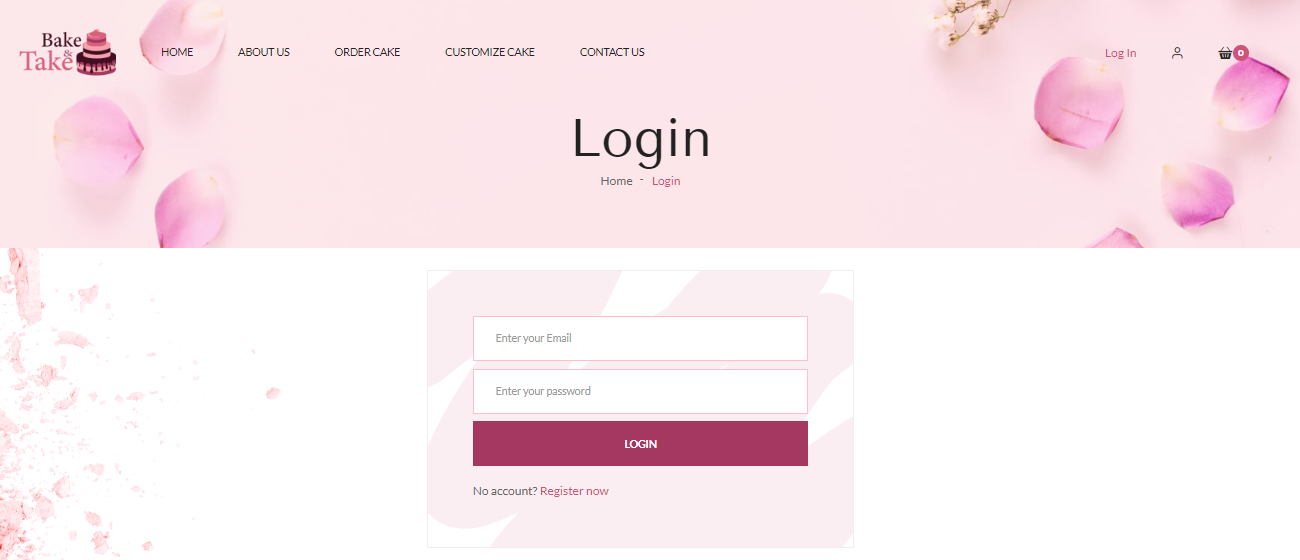 Bake
&
Take
HOME ABOUT US ORDER CAKE CUSTOMIZE CAKE CONTACT US
Log In 0
Login
Home - Login
Enter your Email
Enter your password
LOGIN
No account? Register now